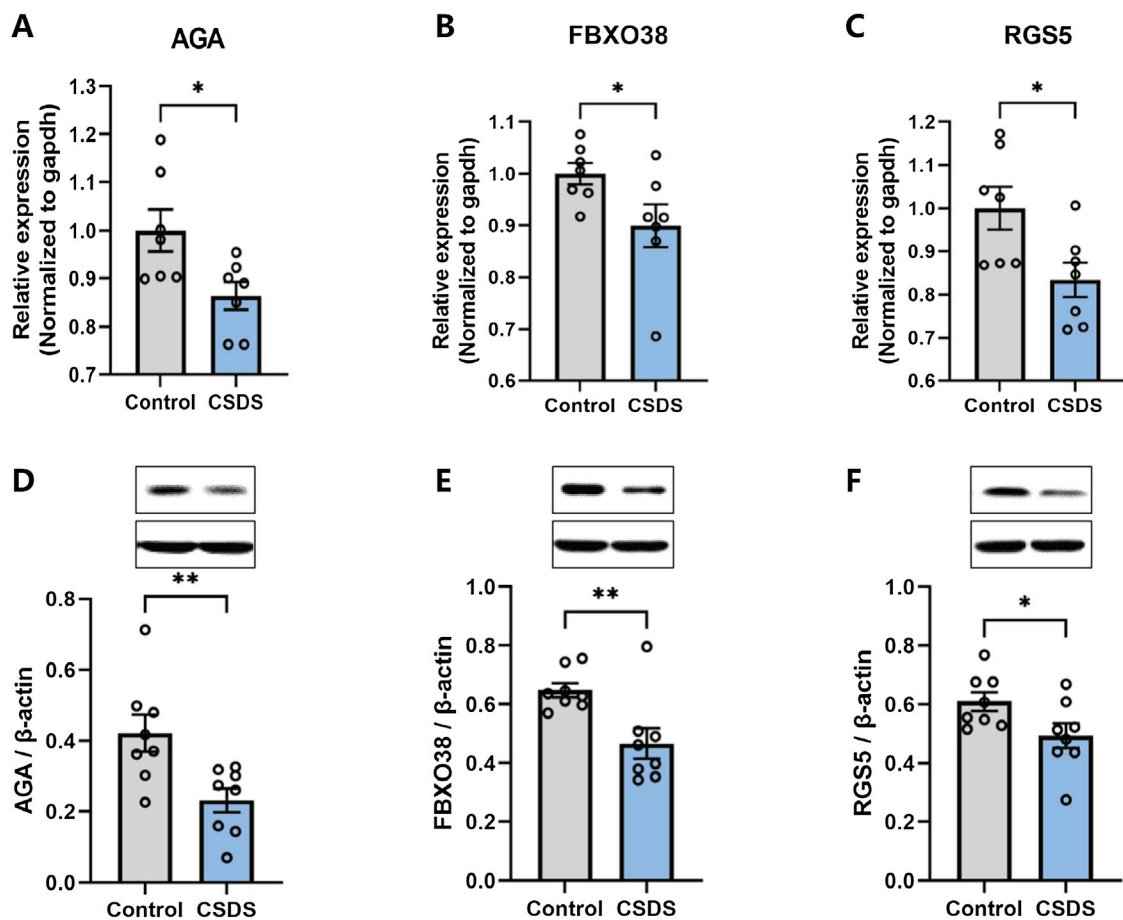 A
AGA
Relative expression
(Normalized to gapdh)
1.3
1.2
1.1
1.0
0.9
0.8
0.7
*
Control
CSDS
B
FBXO38
Relative expression
(Normalized to gapdh)
1.1
1.0
0.9
0.8
0.7
0.6
*
Control
CSDS
C
RGS5
Relative expression
(Normalized to gapdh)
1.2
1.1
1.0
0.9
0.8
0.7
0.6
*
Control
CSDS
D
AGA / β-actin
0.8
0.6
0.4
0.2
0.0
**
Control
CSDS
E
FBXO38 / β-actin
1.0
0.8
0.6
0.4
0.2
0.0
**
Control
CSDS
F
RGS5 / β-actin
1.0
0.8
0.6
0.4
0.2
0.0
*
Control
CSDS